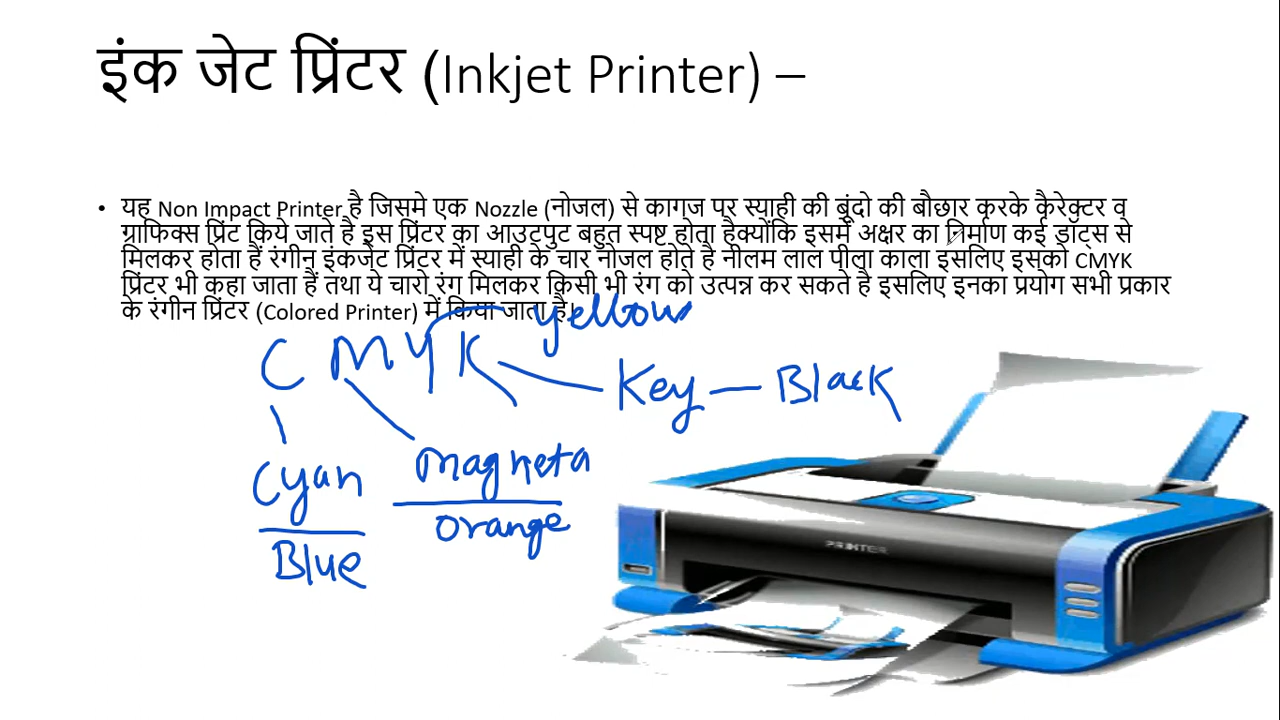 इंक जेट प्रिंटर (Inkjet Printer) –
• यह Non Impact Printer है जिसमे एक Nozzle (नोजल) से कागज पर स्याही की बूंदो की बौछार करके कैरेक्टर व
ग्राफिक्स प्रिंट किये जाते है इस प्रिंटर का आउटपुट बहुत स्पष्ट होता हैक्योंकि इसमें अक्षर का निर्माण कई डॉट्स से
मिलकर होता हैं रंगीन इंकजेट प्रिंटर में स्याही के चार नोजल होते है नीलम लाल पीला काला इसलिए इसको CMYK
प्रिंटर भी कहा जाता हैं तथा ये चारो रंग मिलकर किसी भी रंग को उत्पन्न कर सकते है इसलिए इनका प्रयोग सभी प्रकार
के रंगीन प्रिंटर (Colored Printer) में किया जाता है।
yellow
C M Y K
Key — Black
Cyan
magneta
orange
Blue
PRINTER